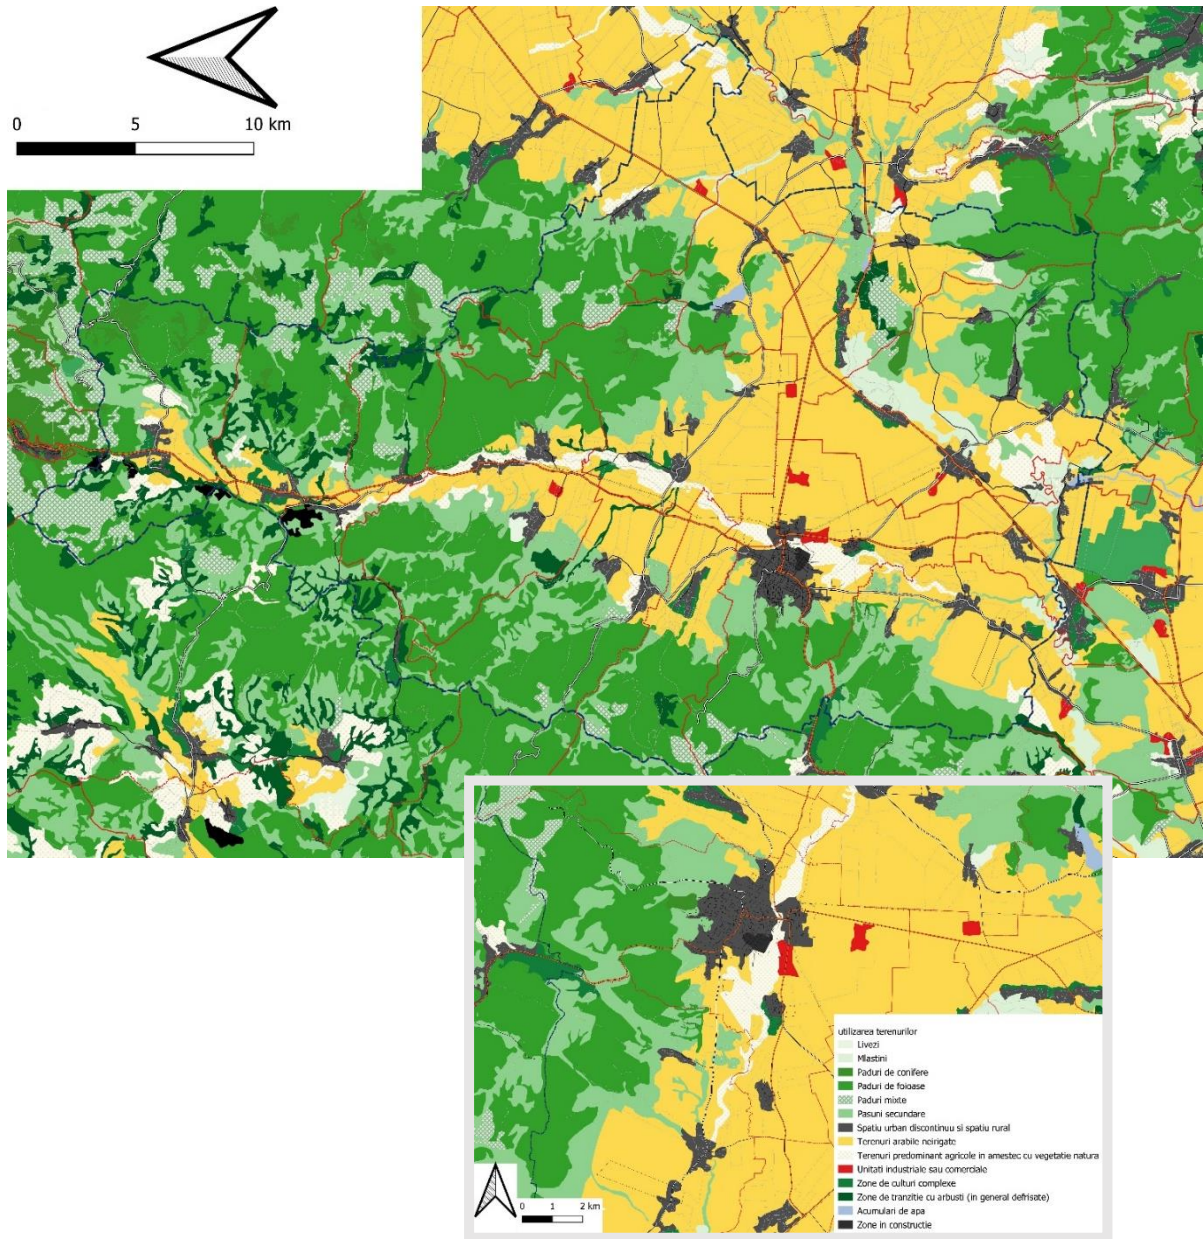 0 5 10 km
utilizarea terenurilor
Livezi
Mlastini
Paduri de conifere
Paduri de foioase
Paduri mixte
Pasuni secundare
Spatiu urban discontinuu si spatiu rural
Terenuri arabile neirigate
Terenuri predominant agricole in amestec cu vegetatie natura
Unitati industriale sau comerciale
Zone de culturi complexe
Zone de tranzitie cu arbusti (in general defrisate)
Acumulari de apa
Zone in constructie
0 1 2 km